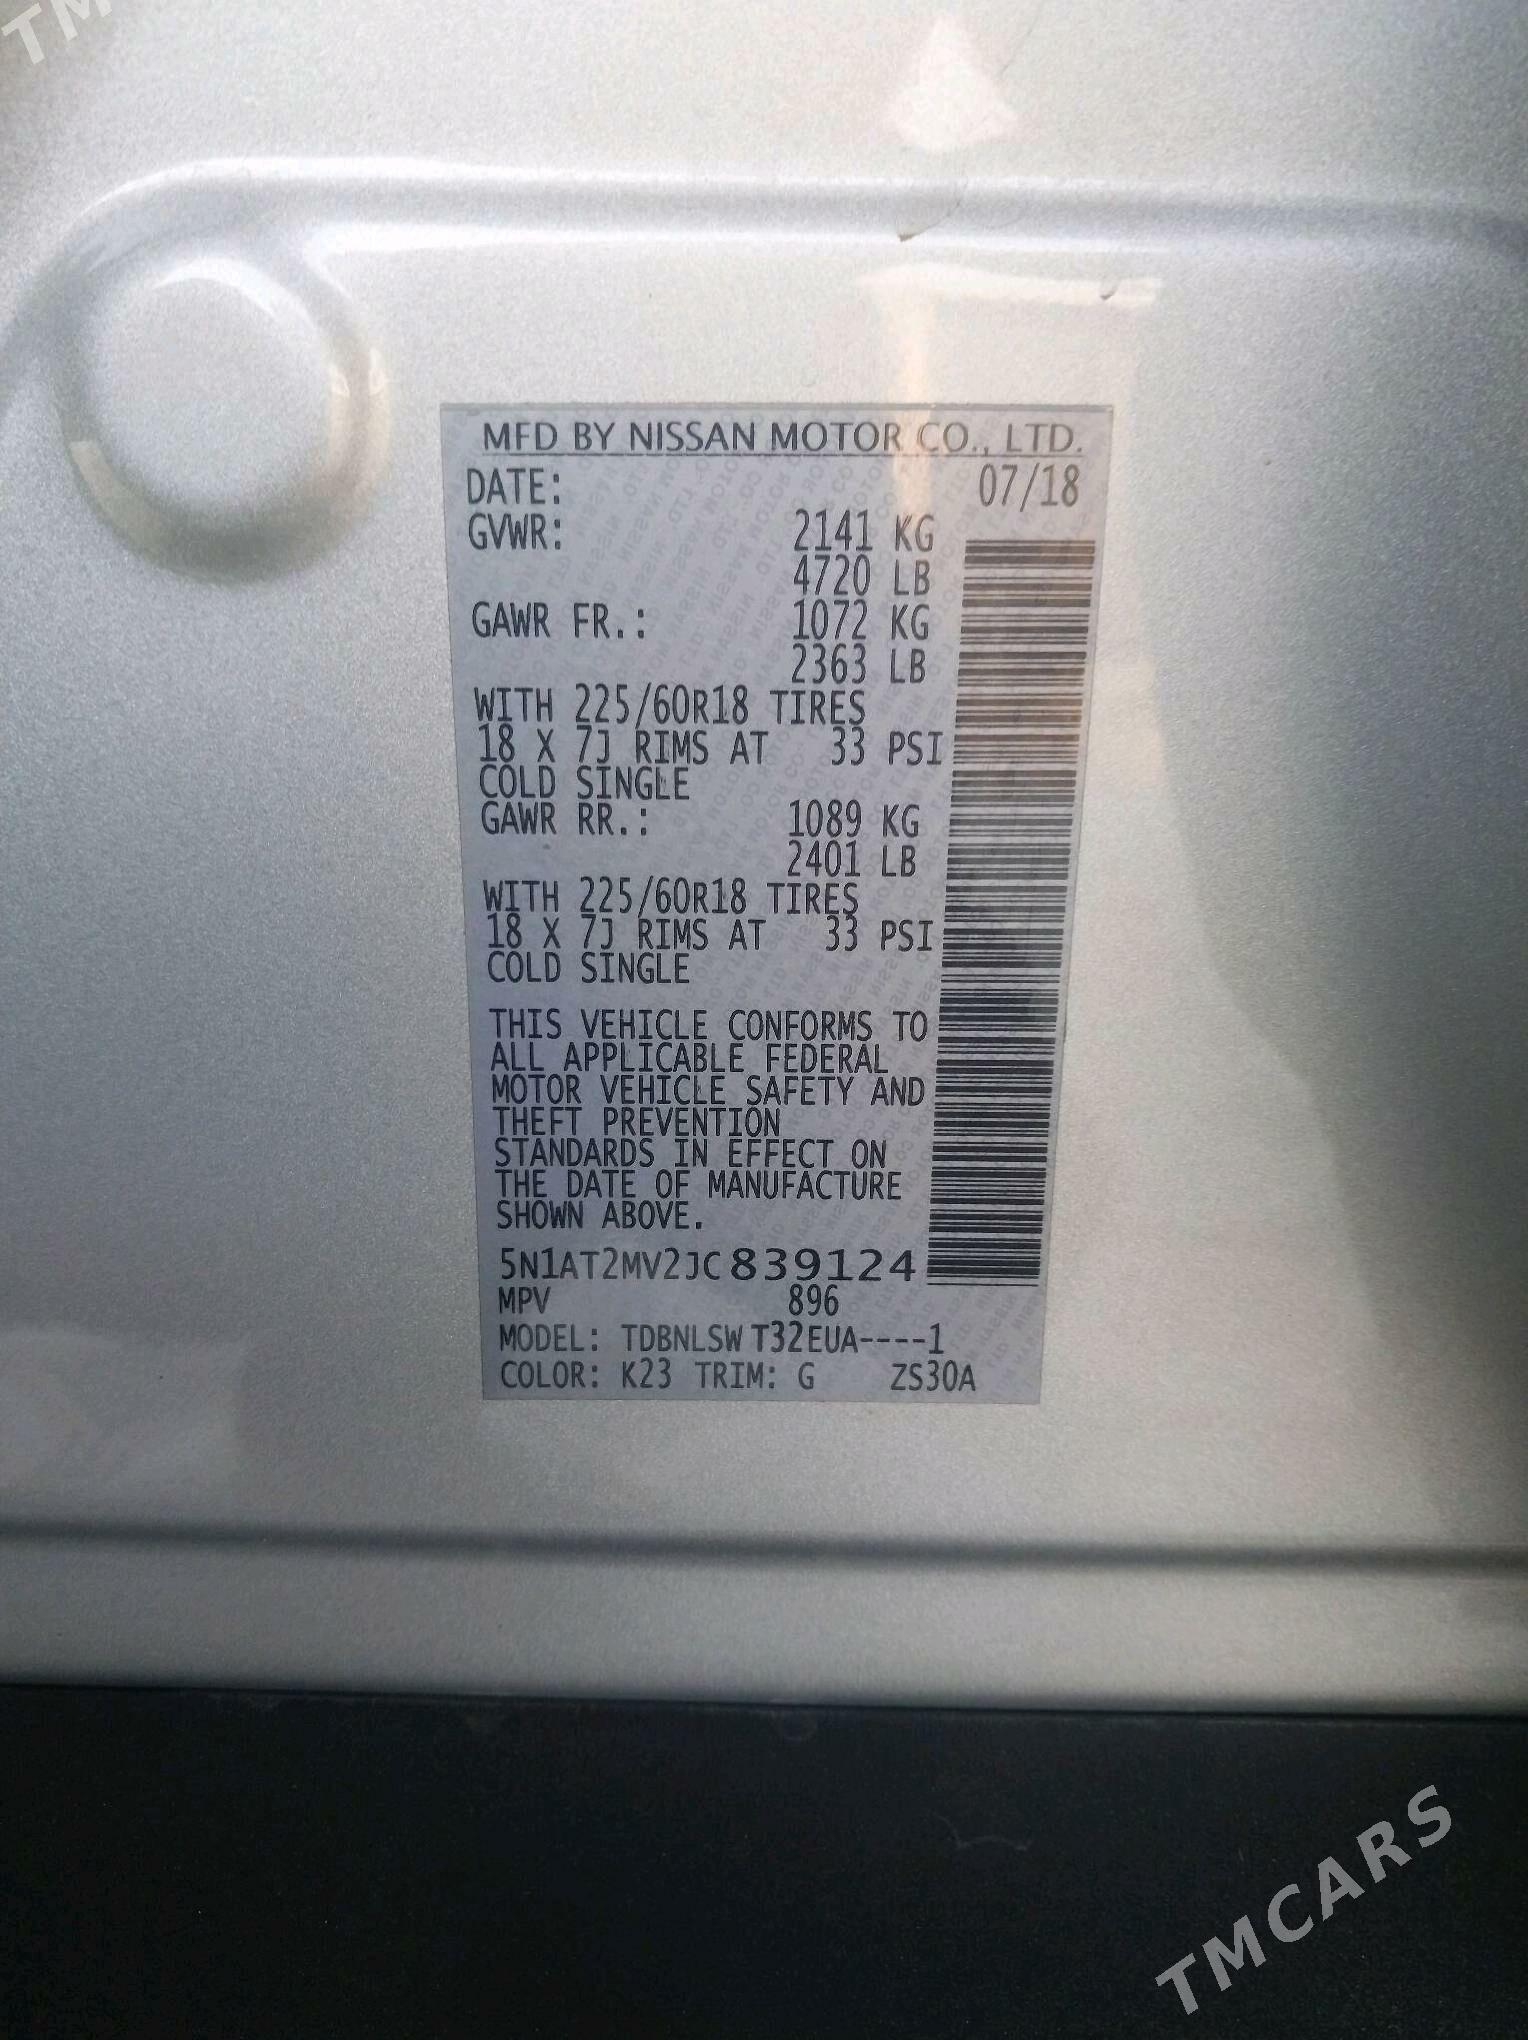 TM
MFD BY NISSAN MOTOR CO., LTD.
DATE: 07/18
GVWR: 2141 KG
4720 LB
GAWR FR.: 1072 KG
2363 LB
WITH 225/60R18 TIRES
18 X 7J RIMS AT 33 PSI
COLD SINGLE
GAWR RR.: 1089 KG
2401 LB
WITH 225/60R18 TIRES
18 X 7J RIMS AT 33 PSI
COLD SINGLE
THIS VEHICLE CONFORMS TO
ALL APPLICABLE FEDERAL
MOTOR VEHICLE SAFETY AND
THEFT PREVENTION
STANDARDS IN EFFECT ON
THE DATE OF MANUFACTURE
SHOWN ABOVE.
5N1AT2MV2JC839124
MPV 896
MODEL: TDBNLSW T32EUA----1
COLOR: K23 TRIM: G ZS30A
TMCARS